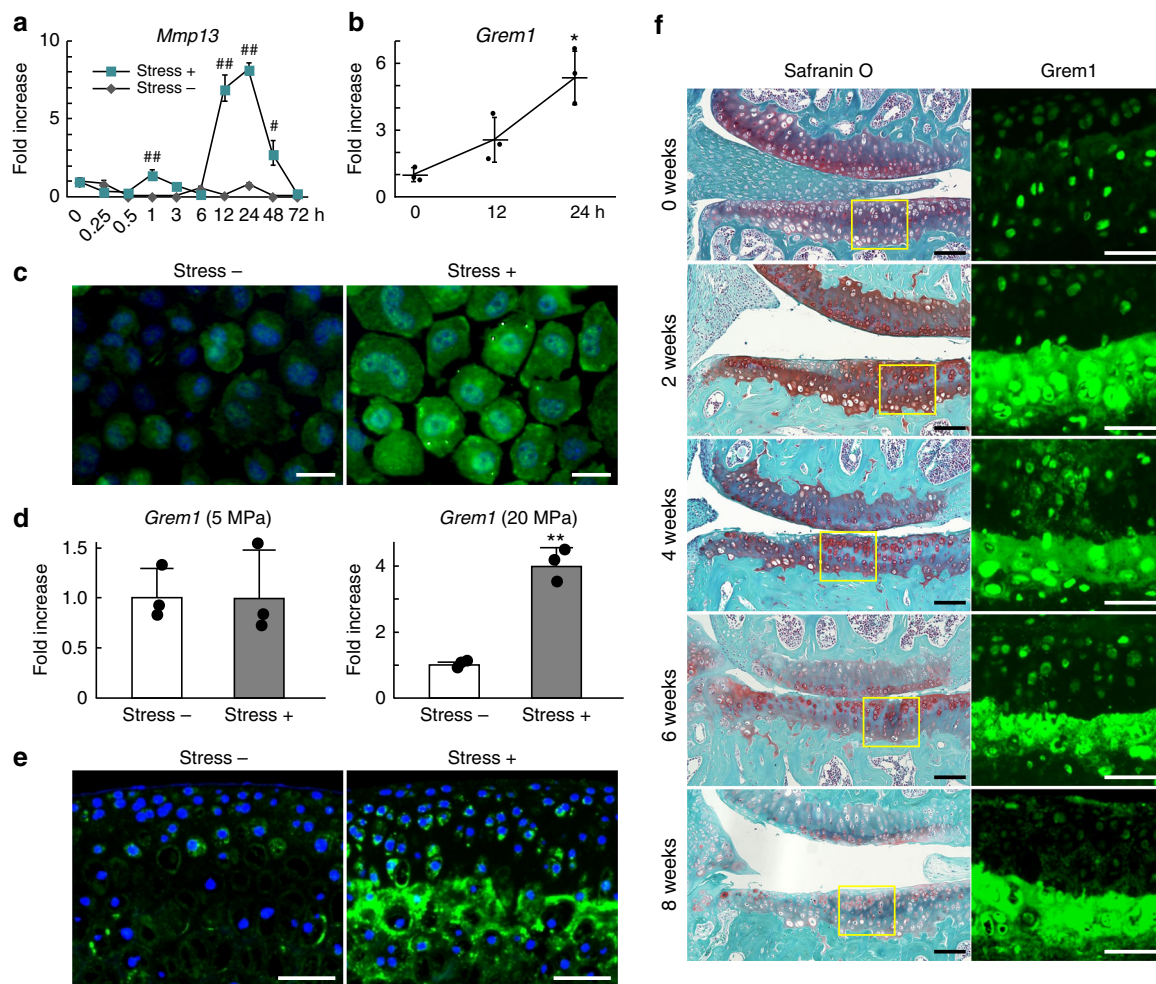 a
Mmp13
Fold increase
10
5
0
Stress +
Stress –
##
##
##
#
0 0.25 0.5 1 3 6 12 24 48 72 h
b
Grem1
Fold increase
6
3
0
*
0 12 24 h
c
Stress – Stress +
d
Grem1 (5 MPa)
Fold increase
1.5
1.0
0.5
0
Stress – Stress +
Grem1 (20 MPa)
Fold increase
4
2
0
**
Stress – Stress +
e
Stress – Stress +
f
Safranin O Grem1
0 weeks
2 weeks
4 weeks
6 weeks
8 weeks